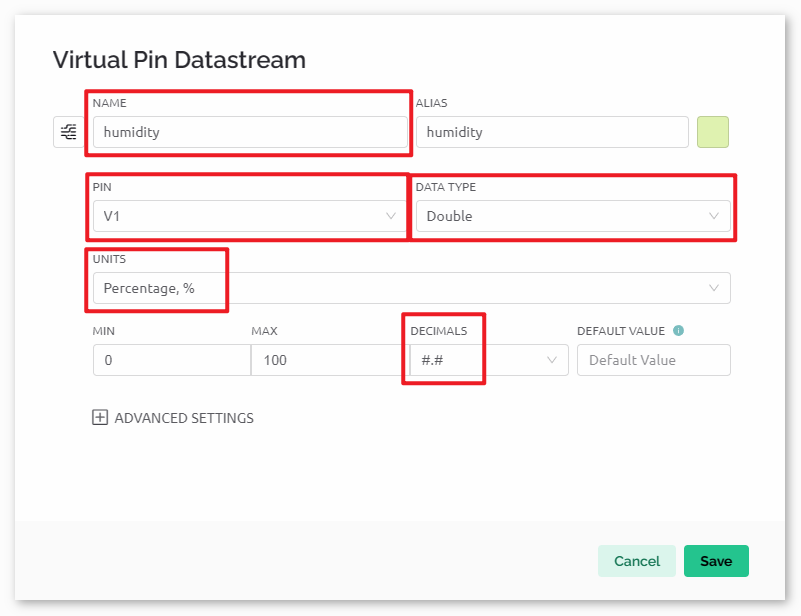 Virtual Pin Datastream
NAME
ALIAS
humidity
humidity
PIN
DATA TYPE
V1
Double
UNITS
Percentage, %
MIN
MAX
DECIMALS
DEFAULT VALUE
0
100
#.#
Default Value
ADVANCED SETTINGS
Cancel
Save